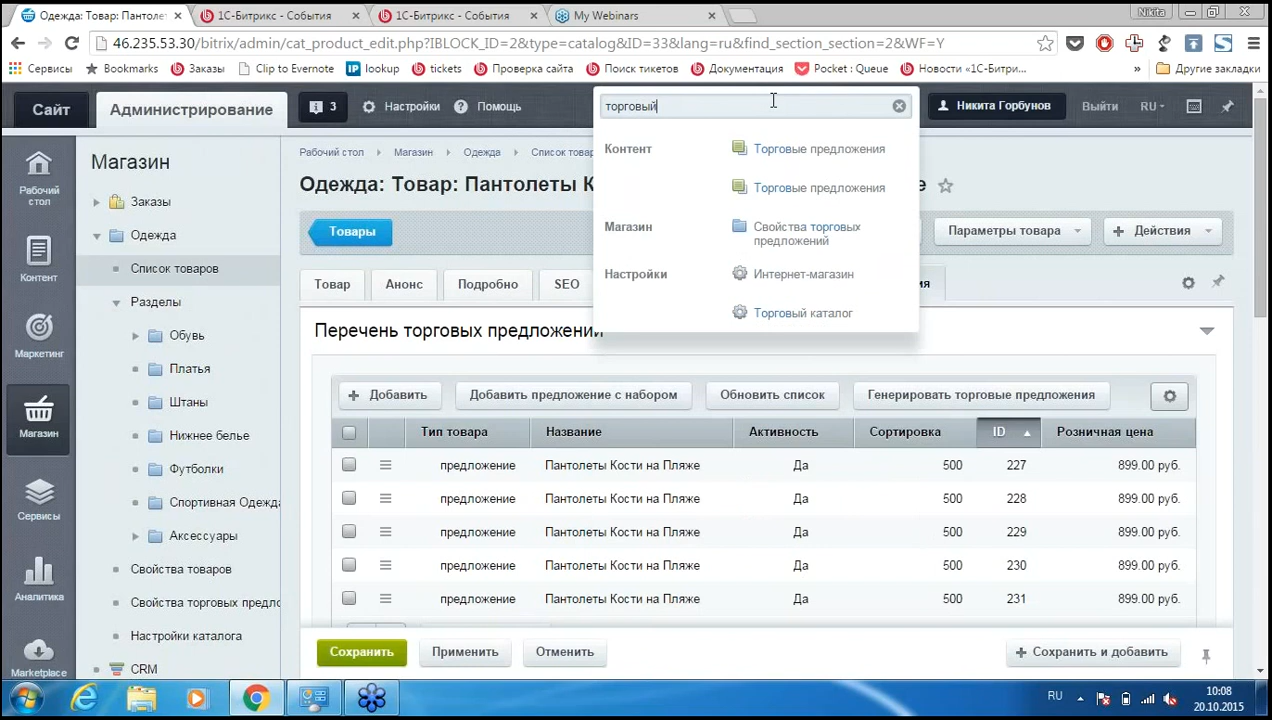 Одежда: Товар: Пантолеть
1С-Битрикс - События
1С-Битрикс - События
My Webinars
Nikita
46.235.53.30/bitrix/admin/cat_product_edit.php?IBLOCK_ID=2&type=catalog&ID=33&lang=ru&find_section_section=2&WF=Y
Сервисы
Bookmarks
Заказы
Clip to Evernote
IP lookup
tickets
Проверка сайта
Поиск тикетов
Документация
Pocket : Queue
Новости «1С-Битри...
»
Другие закладки
Сайт
Администрирование
3
Настройки
Помощь
торговый
Никита Горбунов
Выйти
RU
Контент
Торговые предложения
Торговые предложения
Магазин
Свойства торговых
предложений
Настройки
Интернет-магазин
Торговый каталог
Рабочий
стол
Контент
Маркетинг
Магазин
Сервисы
Аналитика
Marketplace
Магазин
Заказы
Одежда
Список товаров
Разделы
Обувь
Платья
Штаны
Нижнее белье
Футболки
Спортивная Одежда
Аксессуары
Свойства товаров
Свойства торговых предло
Настройки каталога
CRM
Рабочий стол
Магазин
Одежда
Список товар
Одежда: Товар: Пантолеты К
е
Товары
Параметры товара
Действия
Товар
Анонс
Подробно
SEO
ия
Перечень торговых предложений
Добавить
Добавить предложение с набором
Обновить список
Генерировать торговые предложения
Тип товара
Название
Активность
Сортировка
ID
Розничная цена
предложение Пантолеты Кости на Пляже Да 500 227 899.00 руб.
предложение Пантолеты Кости на Пляже Да 500 228 899.00 руб.
предложение Пантолеты Кости на Пляже Да 500 229 899.00 руб.
предложение Пантолеты Кости на Пляже Да 500 230 899.00 руб.
предложение Пантолеты Кости на Пляже Да 500 231 899.00 руб.
Сохранить
Применить
Отменить
Сохранить и добавить
RU
10:08
20.10.2015